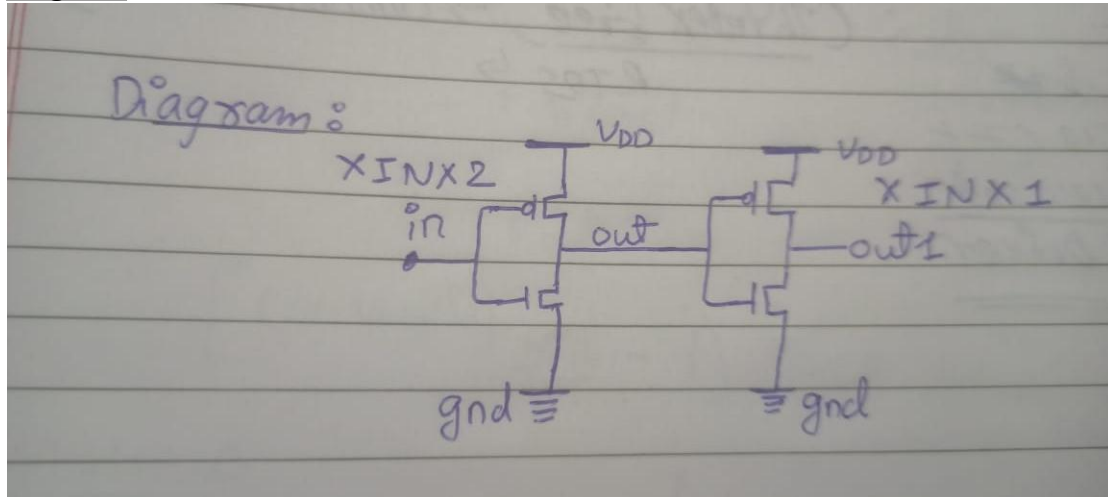 Diagram:
VDD
VDD
XINX2
XINX1
in
out
out1
gnd
gnd